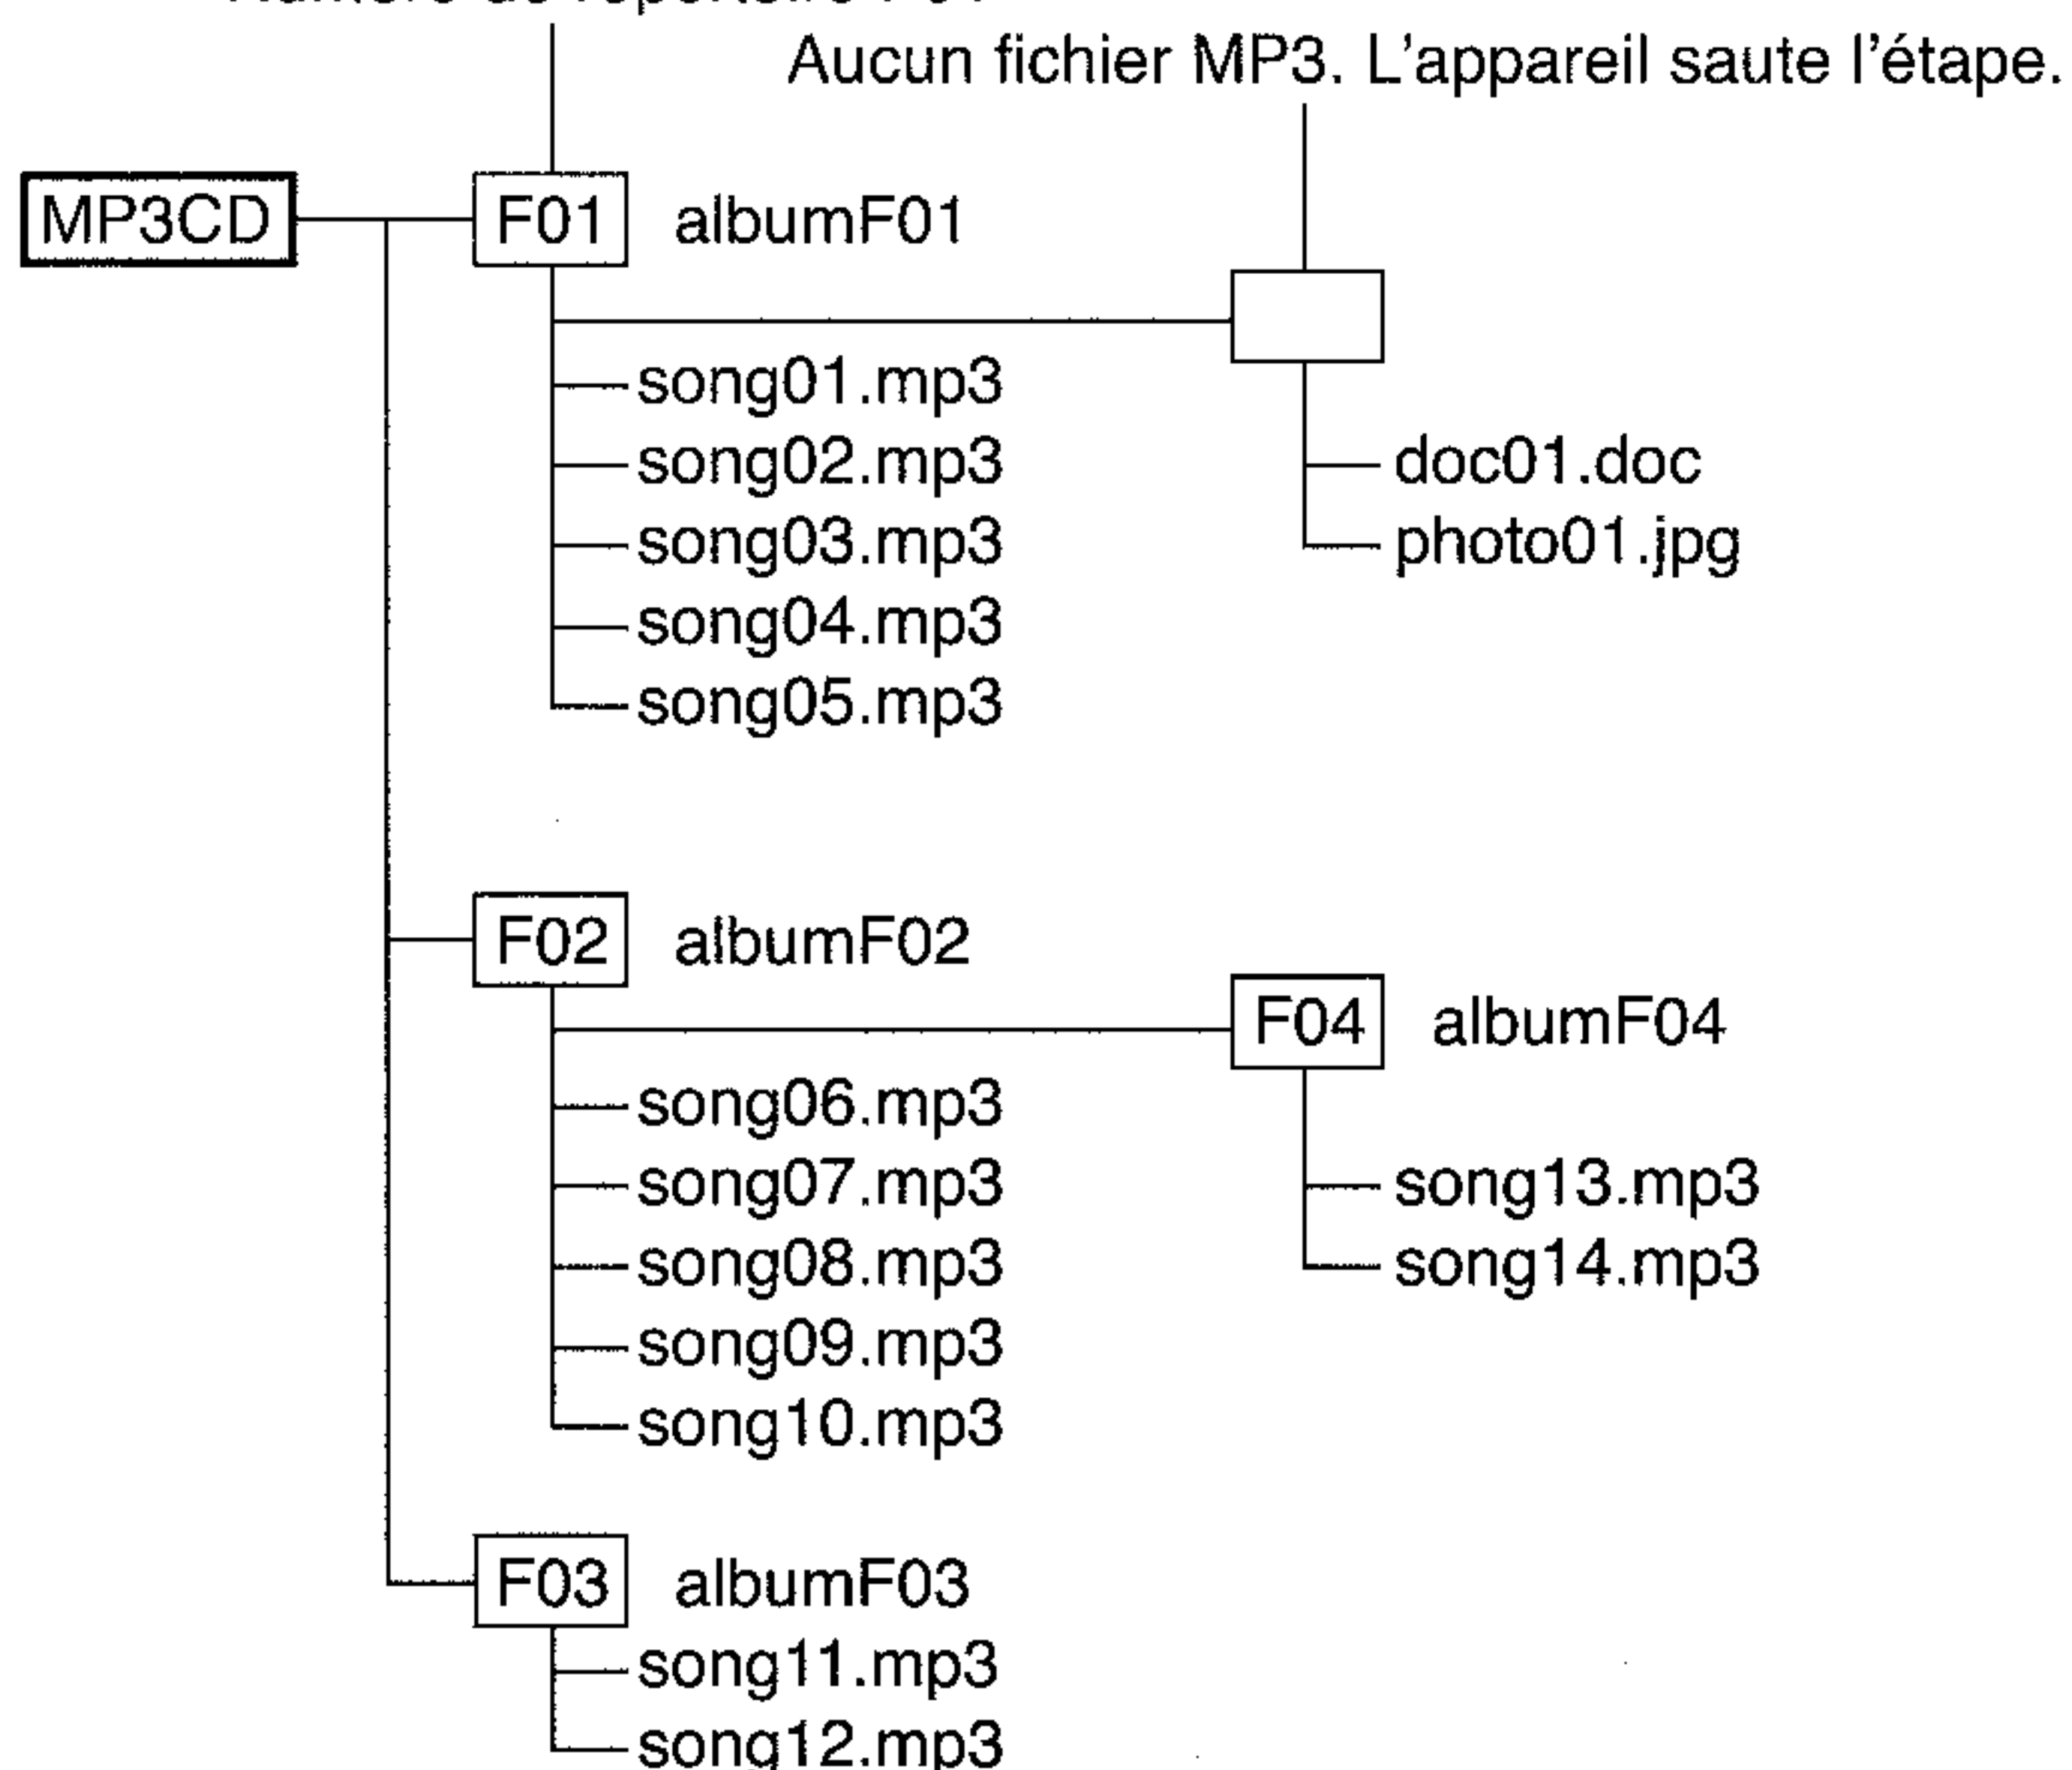 Aucun fichier MP3. L'appareil saute l'étape.
MP3CD
F01 albumF01
song01.mp3
song02.mp3
song03.mp3
song04.mp3
song05.mp3
doc01.doc
photo01.jpg
F02 albumF02
song06.mp3
song07.mp3
song08.mp3
song09.mp3
song10.mp3
F04 albumF04
song13.mp3
song14.mp3
F03 albumF03
song11.mp3
song12.mp3